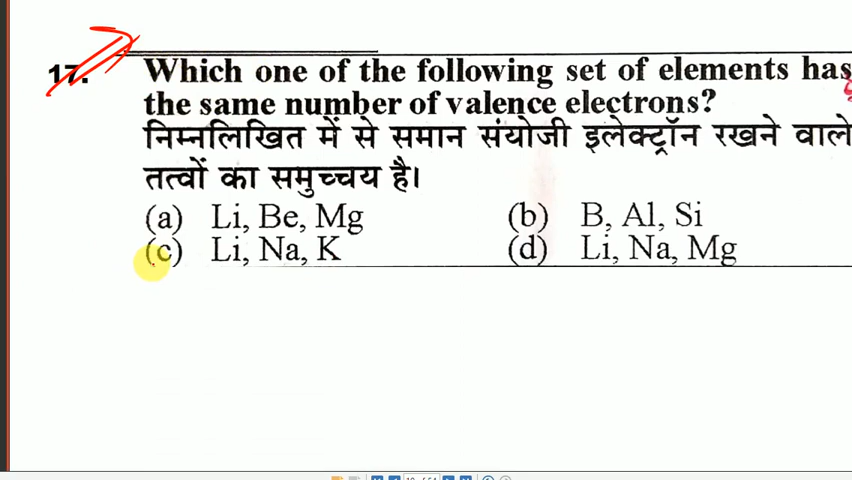 17. Which one of the following set of elements has
the same number of valence electrons?
निम्नलिखित में से समान संयोजी इलेक्ट्रॉन रखने वाले
तत्वों का समुच्चय है।
(a) Li, Be, Mg (b) B, Al, Si
(c) Li, Na, K (d) Li, Na, Mg